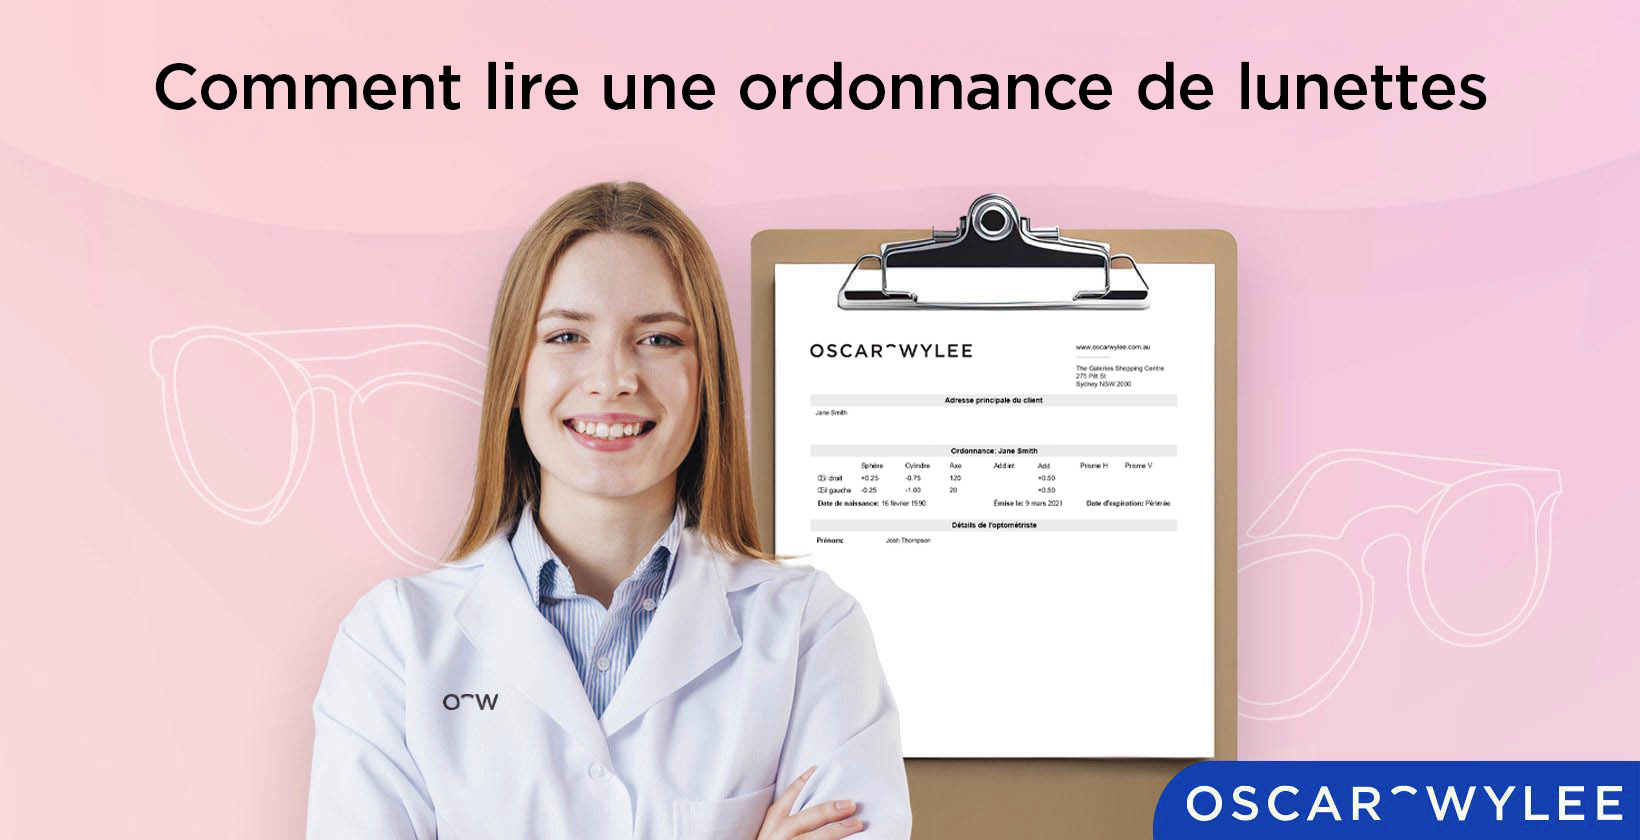 Comment lire une ordonnance de lunettes
OSCAR WYLEE
www.oscarwylee.com.au
The Galeries Shopping Centre
275 Pitt St
Sydney NSW 2000
Adresse principale du client
Jane Smith
Ordonnance: Jane Smith
Sphère Cylindre Axe Add int Add Prisme H Prisme V
Œil droit +0.25 -0.75 120 +0.50
Œil gauche -0.25 -1.00 20 +0.50
Date de naissance: 16 février 1990 Émise le: 9 mars 2021 Date d'expiration: Périmée
Détails de l'optométriste
Prénom: Josh Thompson
O W
OSCAR WYLEE